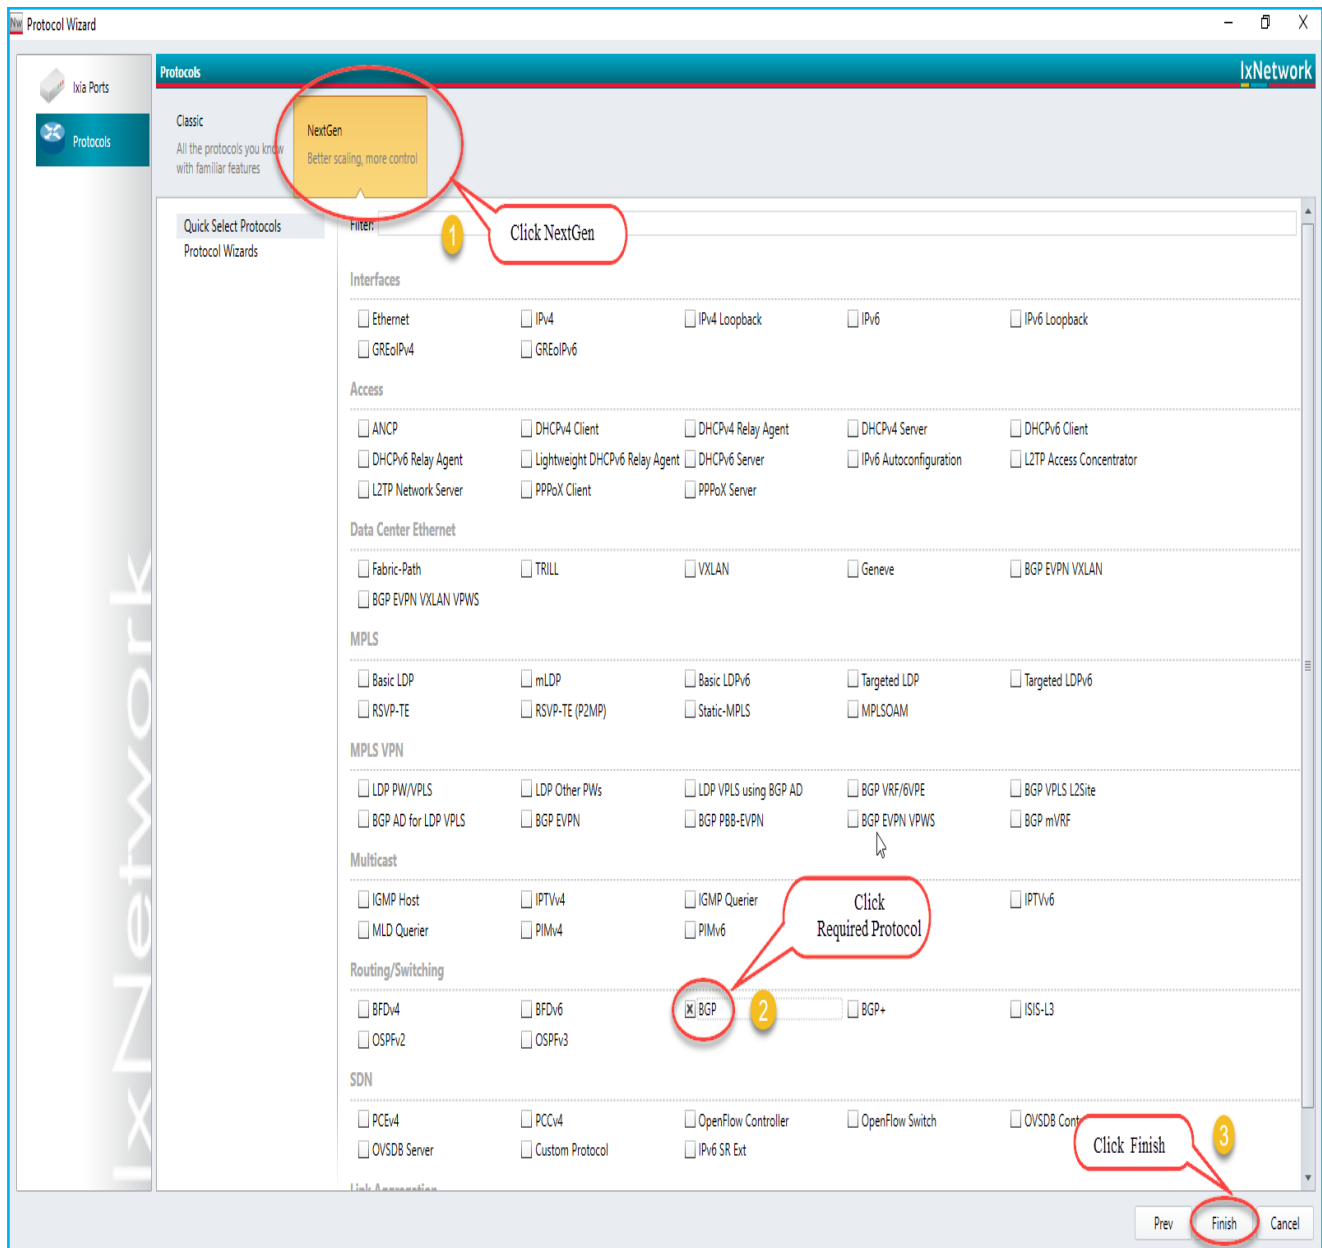 Nw Protocol Wizard
Ixia Ports
Protocols
Protocols
IxNetwork
Classic
All the protocols you know
with familiar features
NextGen
Better scaling, more control
Quick Select Protocols
Protocol Wizards
Filter:
1
Click NextGen
Interfaces
Ethernet IPv4 IPv4 Loopback IPv6 IPv6 Loopback
GREoIPv4 GREoIPv6
Access
ANCP DHCPv4 Client DHCPv4 Relay Agent DHCPv4 Server DHCPv6 Client
DHCPv6 Relay Agent Lightweight DHCPv6 Relay Agent DHCPv6 Server IPv6 Autoconfiguration L2TP Access Concentrator
L2TP Network Server PPPoX Client PPPoX Server
Data Center Ethernet
Fabric-Path TRILL VXLAN Geneve BGP EVPN VXLAN
BGP EVPN VXLAN VPWS
MPLS
Basic LDP mLDP Basic LDPv6 Targeted LDP Targeted LDPv6
RSVP-TE RSVP-TE (P2MP) Static-MPLS MPLSOAM
MPLS VPN
LDP PW/VPLS LDP Other PWs LDP VPLS using BGP AD BGP VRF/6VPE BGP VPLS L2Site
BGP AD for LDP VPLS BGP EVPN BGP PBB-EVPN BGP EVPN VPWS BGP mVRF
Multicast
IGMP Host IPTVv4 IGMP Querier IPTVv6
MLD Querier PIMv4 PIMv6
Click
Required Protocol
Routing/Switching
BFDv4 BFDv6 BGP BGP+ ISIS-L3
2
OSPFv2 OSPFv3
SDN
PCEv4 PCCv4 OpenFlow Controller OpenFlow Switch OVSDB Cont
OVSDB Server Custom Protocol IPv6 SR Ext
Click Finish
3
Link Aggregation
Prev Finish Cancel
IxNetwork